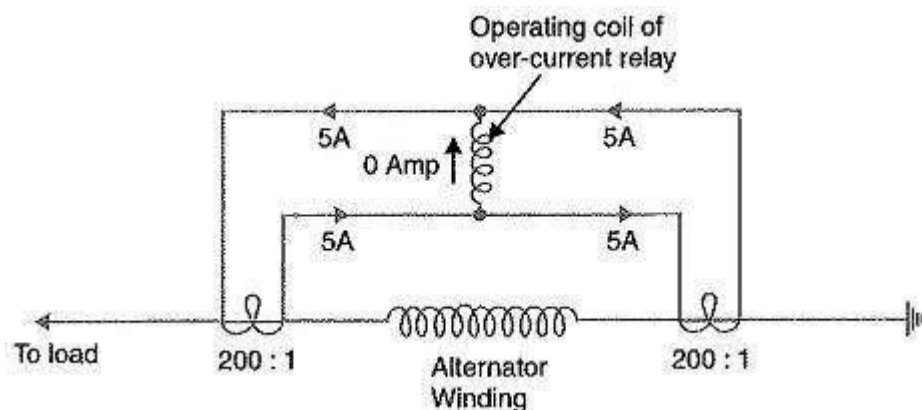 Operating coil of
over-current relay
5A
5A
0 Amp
5A
5A
To load
200 : 1
Alternator
Winding
200 : 1